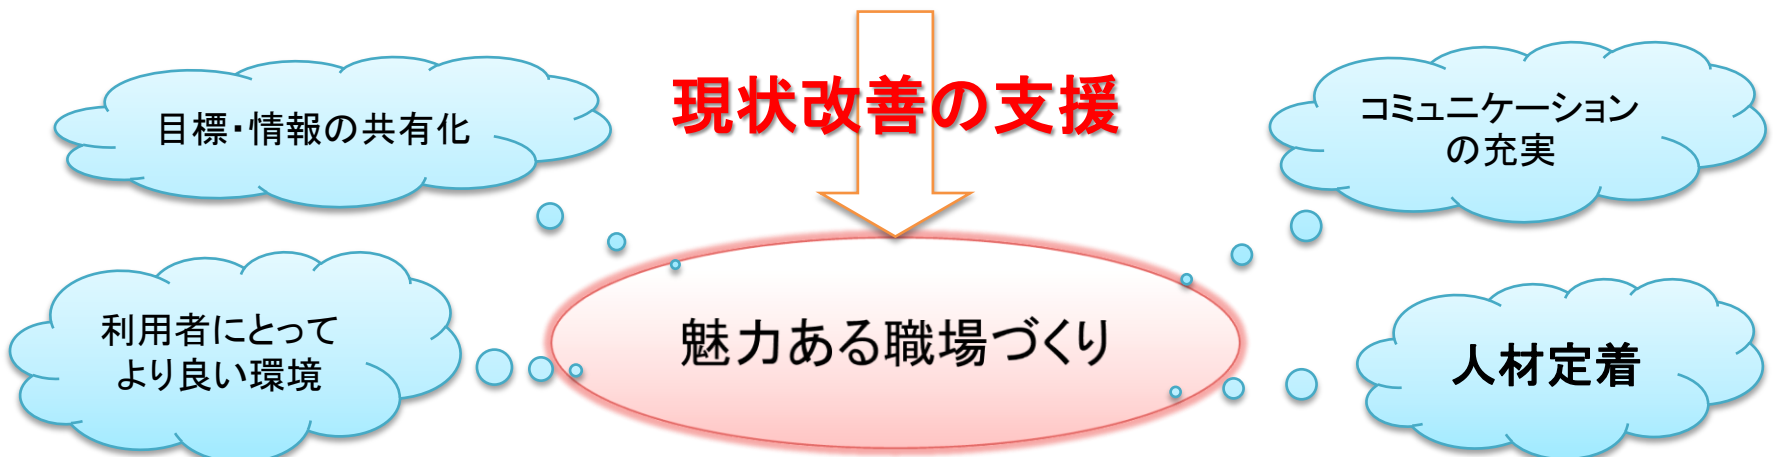 現状改善の支援
目標・情報の共有化
コミュニケーション
の充実
利用者にとって
より良い環境
魅力ある職場づくり
人材定着